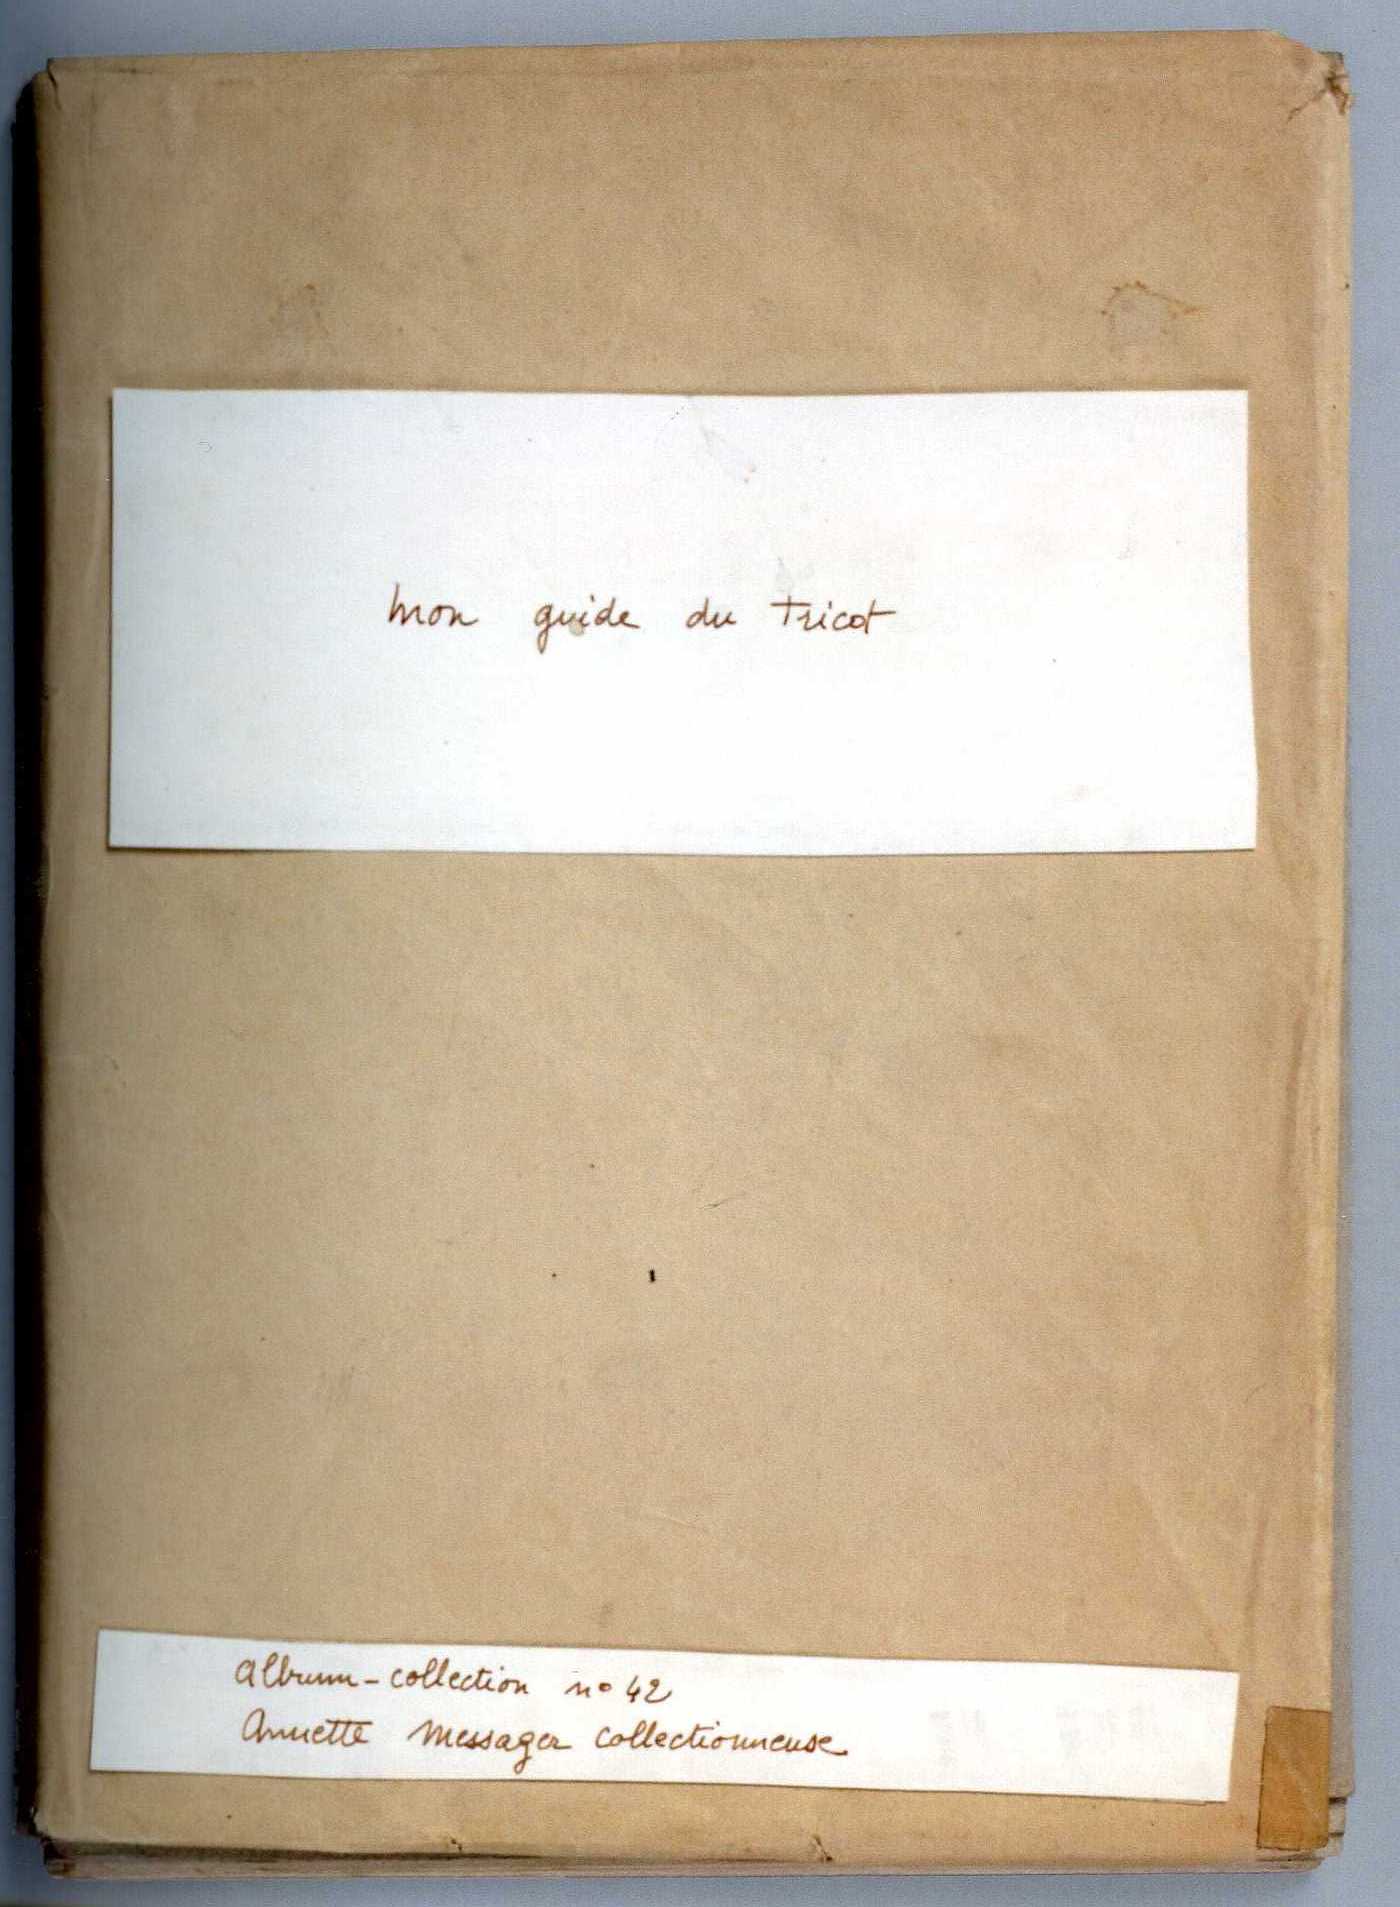 mon guide du tricot
album-collection n° 42
Annette Messager collectionneuse